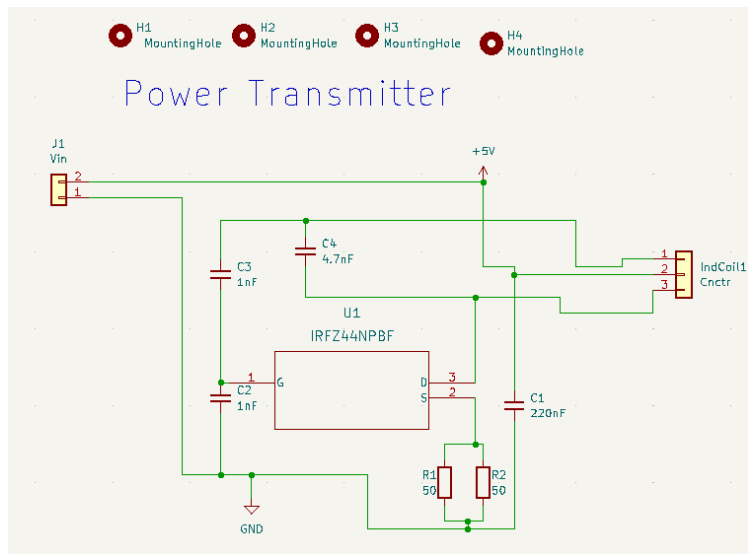 H1
MountingHole
H2
MountingHole
H3
MountingHole
H4
MountingHole
Power Transmitter
J1
Vin
2
1
+5V
C4
4.7nF
C3
1nF
1
2
3
IndCoil1
Cnctr
U1
IRFZ44NPBF
1
G
D
3
S
2
C2
1nF
C1
220nF
R1
50
R2
50
GND